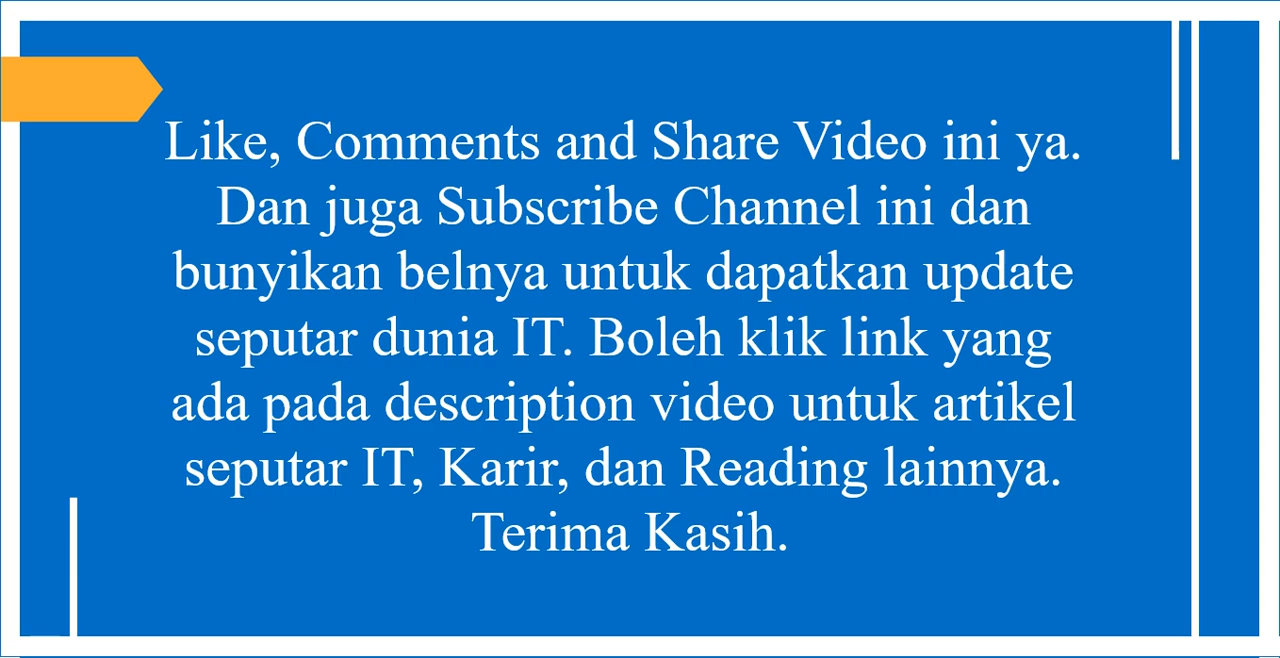 Like, Comments and Share Video ini ya.
Dan juga Subscribe Channel ini dan
bunyikan belnya untuk dapatkan update
seputar dunia IT. Boleh klik link yang
ada pada description video untuk artikel
seputar IT, Karir, dan Reading lainnya.
Terima Kasih.